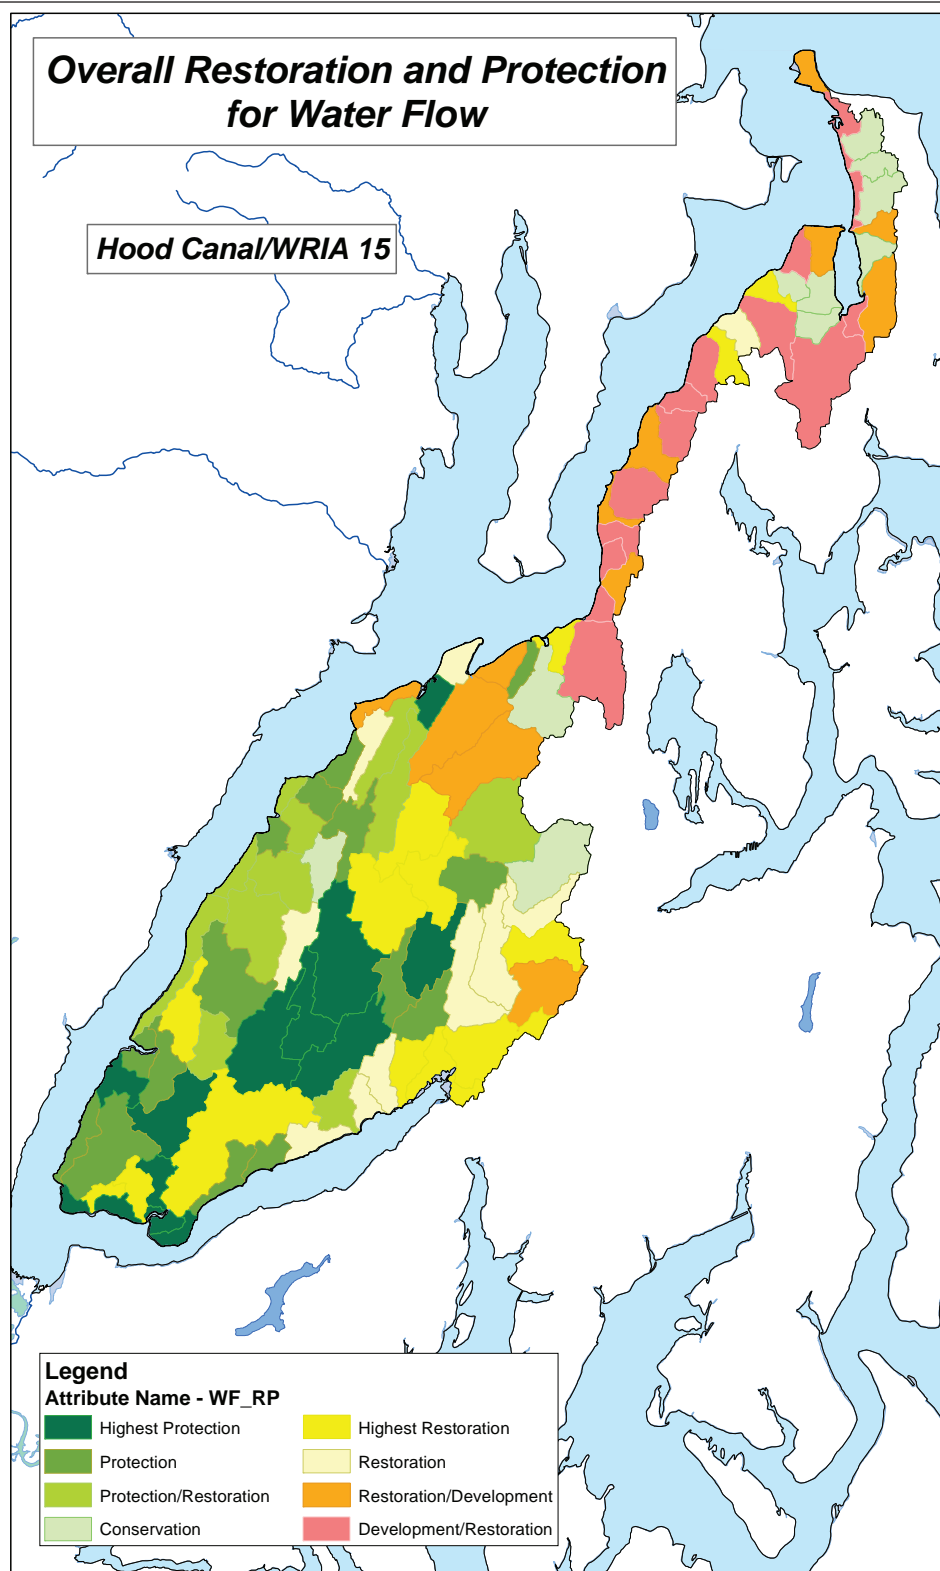 Overall Restoration and Protection
for Water Flow
Hood Canal/WRIA 15
Legend
Attribute Name - WF_RP
Highest Protection
Highest Restoration
Protection
Restoration
Protection/Restoration
Restoration/Development
Conservation
Development/Restoration